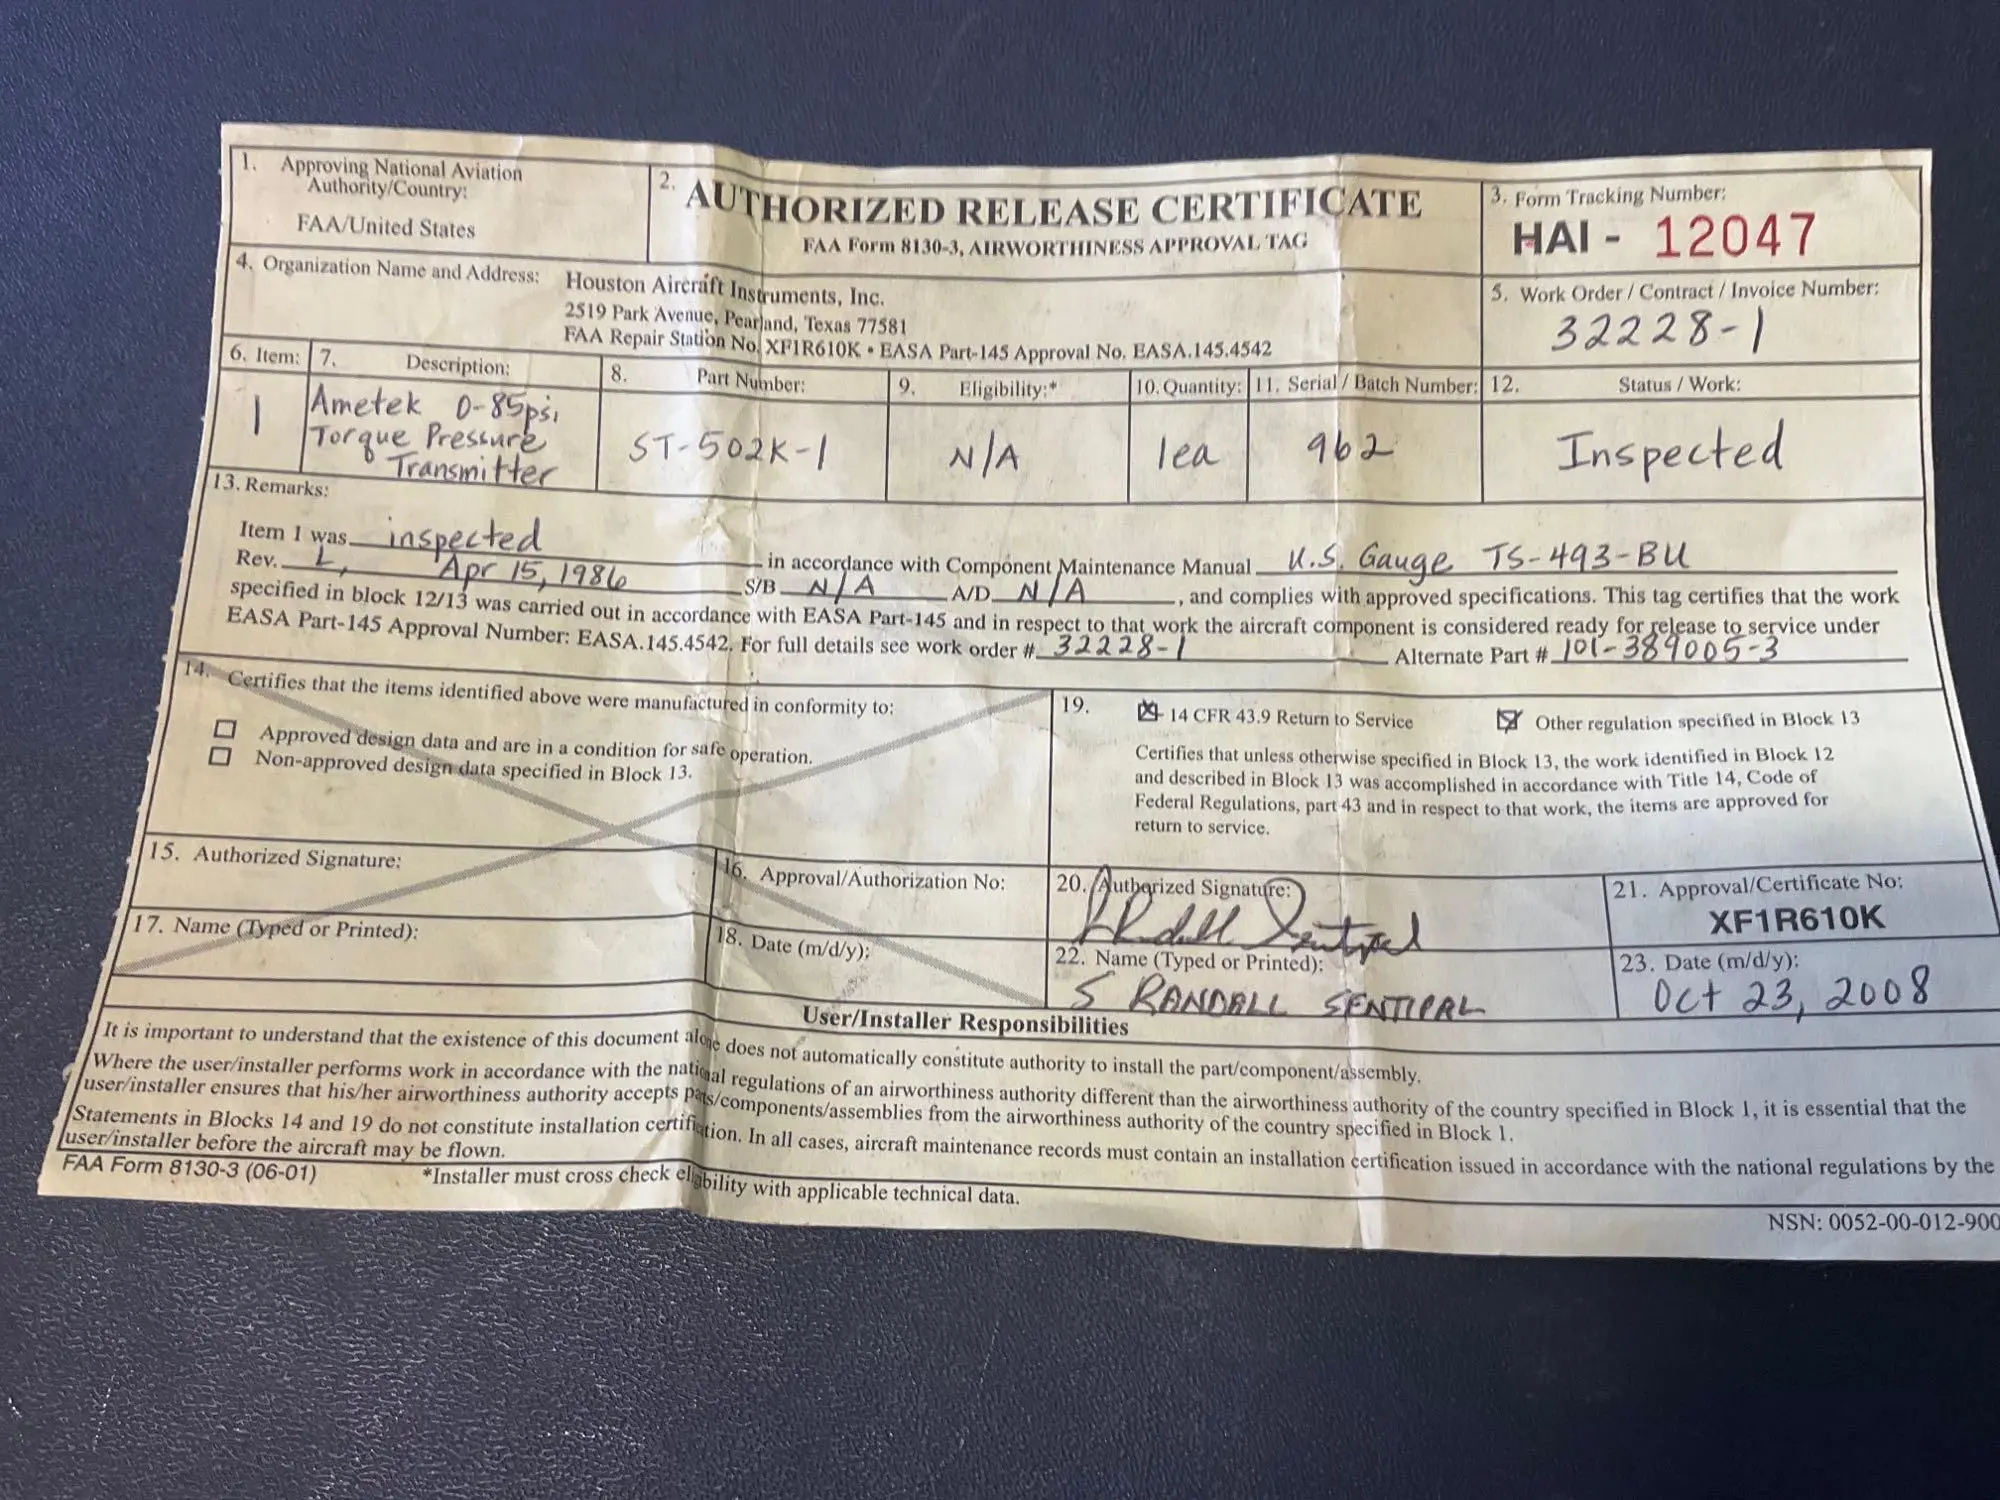 1. Approving National Aviation
Authority/Country:
FAA/United States
2. AUTHORIZED RELEASE CERTIFICATE
FAA Form 8130-3, AIRWORTHINESS APPROVAL TAG
3. Form Tracking Number:
HAI - 12047
4. Organization Name and Address: Houston Aircraft Instruments, Inc.
2519 Park Avenue, Pearland, Texas 77581
FAA Repair Station No. XF1R610K • EASA Part-145 Approval No. EASA.145.4542
5. Work Order / Contract / Invoice Number:
32228-1
6. Item: 7. Description: 8. Part Number: 9. Eligibility:* 10. Quantity: 11. Serial / Batch Number: 12. Status / Work:
1 Ametek 0-85psi, Torque Pressure Transmitter ST-502K-1 N/A 1ea 962 Inspected
13. Remarks:
Item 1 was inspected in accordance with Component Maintenance Manual U.S. Gauge TS-493-BU
Rev. L, Apr 15, 1986 S/B N/A A/D N/A, and complies with approved specifications. This tag certifies that the work
specified in block 12/13 was carried out in accordance with EASA Part-145 and in respect to that work the aircraft component is considered ready for release to service under
EASA Part-145 Approval Number: EASA.145.4542. For full details see work order # 32228-1 Alternate Part # 101-389005-3
14. Certifies that the items identified above were manufactured in conformity to:
Approved design data and are in a condition for safe operation.
Non-approved design data specified in Block 13.
19. 14 CFR 43.9 Return to Service Other regulation specified in Block 13
Certifies that unless otherwise specified in Block 13, the work identified in Block 12
and described in Block 13 was accomplished in accordance with Title 14, Code of
Federal Regulations, part 43 and in respect to that work, the items are approved for
return to service.
15. Authorized Signature:
16. Approval/Authorization No:
20. Authorized Signature:
S Randall Sentipal
21. Approval/Certificate No:
XF1R610K
17. Name (Typed or Printed):
18. Date (m/d/y):
22. Name (Typed or Printed):
S RANDALL SENTIPAL
23. Date (m/d/y):
Oct 23, 2008
User/Installer Responsibilities
It is important to understand that the existence of this document alone does not automatically constitute authority to install the part/component/assembly.
Where the user/installer performs work in accordance with the national regulations of an airworthiness authority different than the airworthiness authority of the country specified in Block 1, it is essential that the
user/installer ensures that his/her airworthiness authority accepts parts/components/assemblies from the airworthiness authority of the country specified in Block 1.
Statements in Blocks 14 and 19 do not constitute installation certification. In all cases, aircraft maintenance records must contain an installation certification issued in accordance with the national regulations by the
user/installer before the aircraft may be flown.
FAA Form 8130-3 (06-01) *Installer must cross check eligibility with applicable technical data.
NSN: 0052-00-012-900